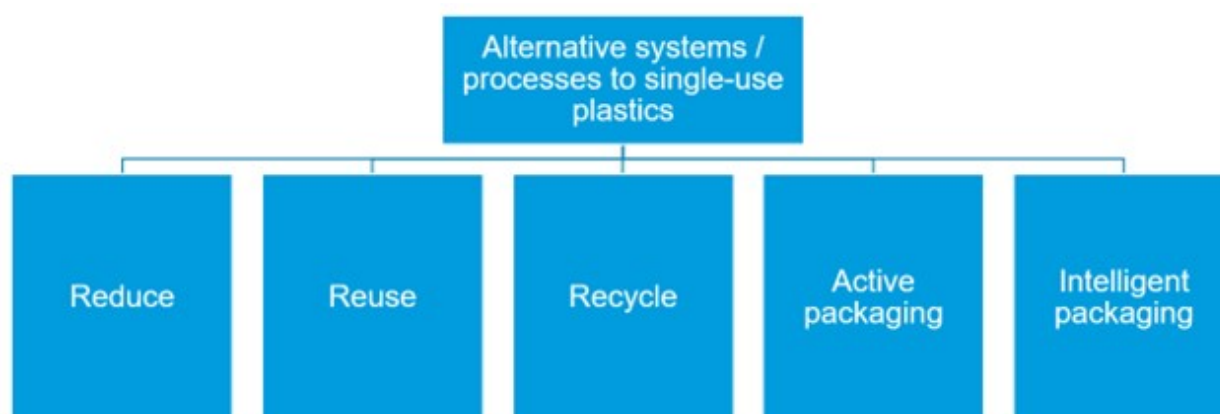 Alternative systems /
processes to single-use
plastics
Reduce
Reuse
Recycle
Active
packaging
Intelligent
packaging